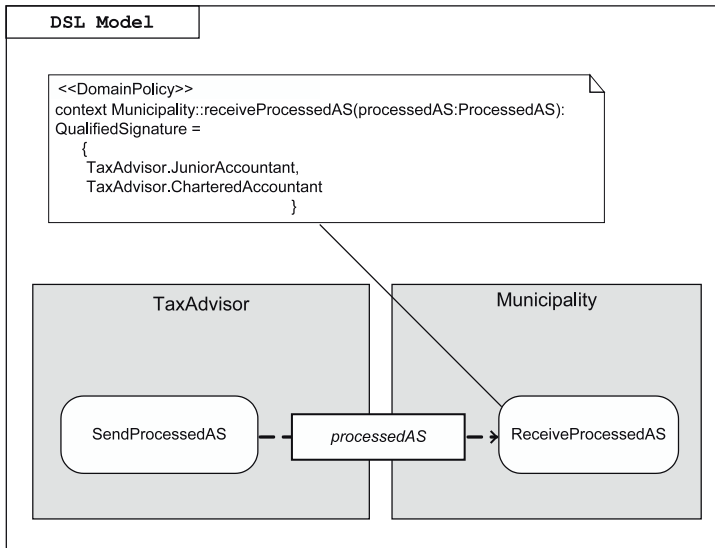 DSL Model
<<DomainPolicy>>
context Municipality::receiveProcessedAS(processedAS:ProcessedAS):
QualifiedSignature =
{
TaxAdvisor.JuniorAccountant,
TaxAdvisor.CharteredAccountant
}
TaxAdvisor
Municipality
SendProcessedAS
processedAS
ReceiveProcessedAS